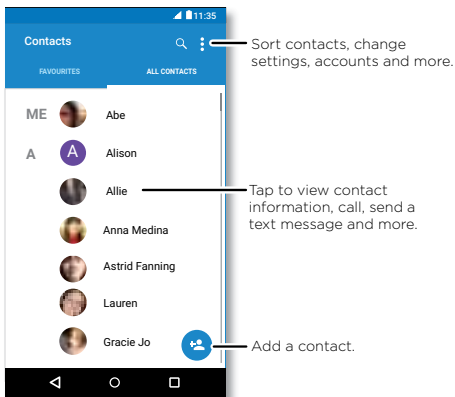 11:35
Contacts
Sort contacts, change
settings, accounts and more.
FAVOURITES
ALL CONTACTS
ME
Abe
A
A
Alison
Allie
Tap to view contact
information, call, send a
text message and more.
Anna Medina
Astrid Fanning
Lauren
Gracie Jo
Add a contact.